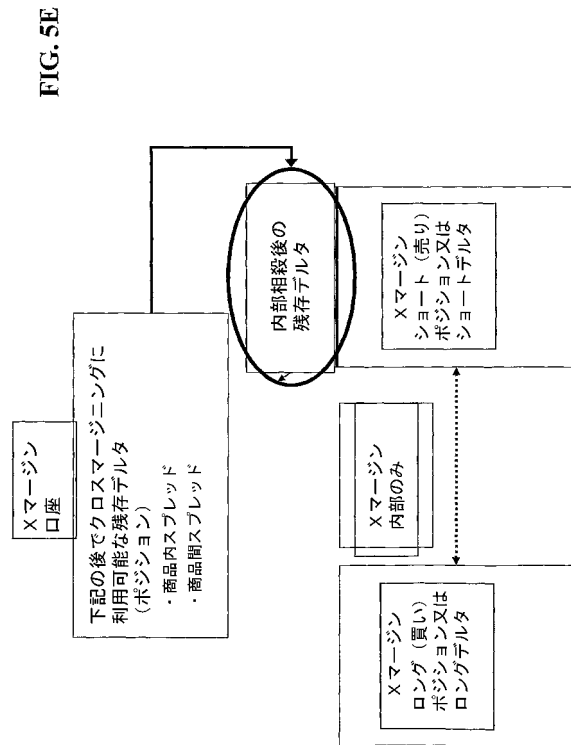 FIG. 5E
Xマージン
口座
下記の後でクロスマージニングに
利用可能な残存デルタ
(ポジション)
・商品内スプレッド
・商品間スプレッド
内部相殺後の
残存デルタ
Xマージン
ロング(買い)
ポジション又は
ロングデルタ
Xマージン
内部のみ
Xマージン
ショート(売り)
ポジション又は
ショートデルタ